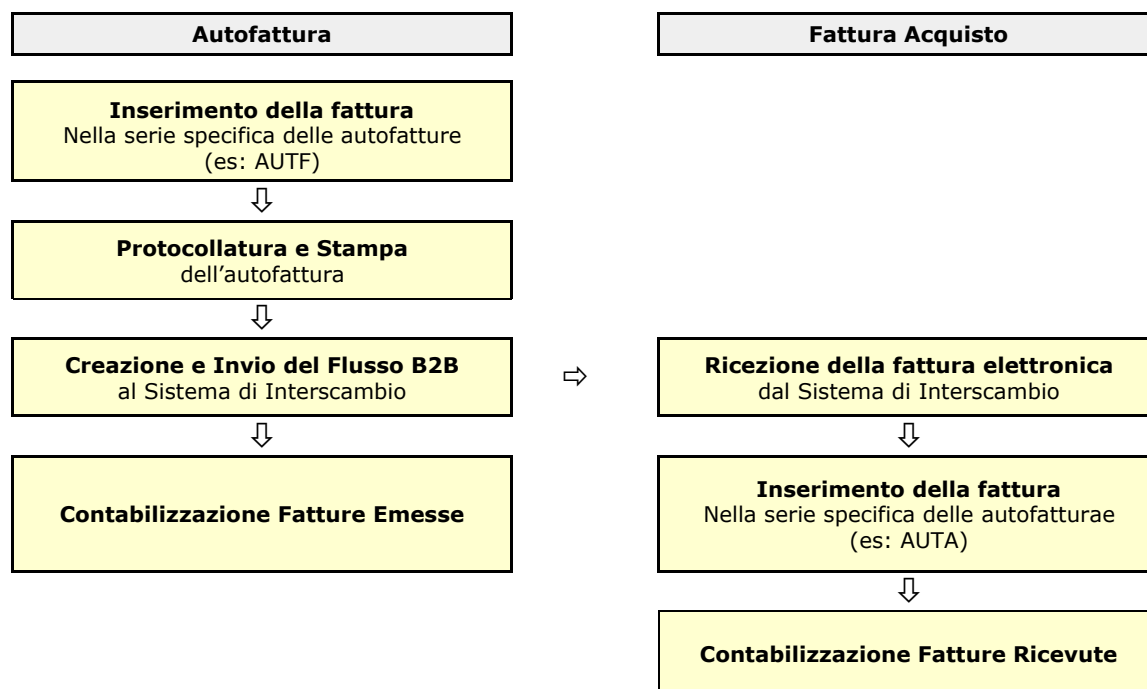 Autofattura
Inserimento della fattura
Nella serie specifica delle autofatture
(es: AUTF)
Protocollatura e Stampa
dell'autofattura
Creazione e Invio del Flusso B2B
al Sistema di Interscambio
Contabilizzazione Fatture Emesse
Fattura Acquisto
Ricezione della fattura elettronica
dal Sistema di Interscambio
Inserimento della fattura
Nella serie specifica delle autofatturae
(es: AUTA)
Contabilizzazione Fatture Ricevute